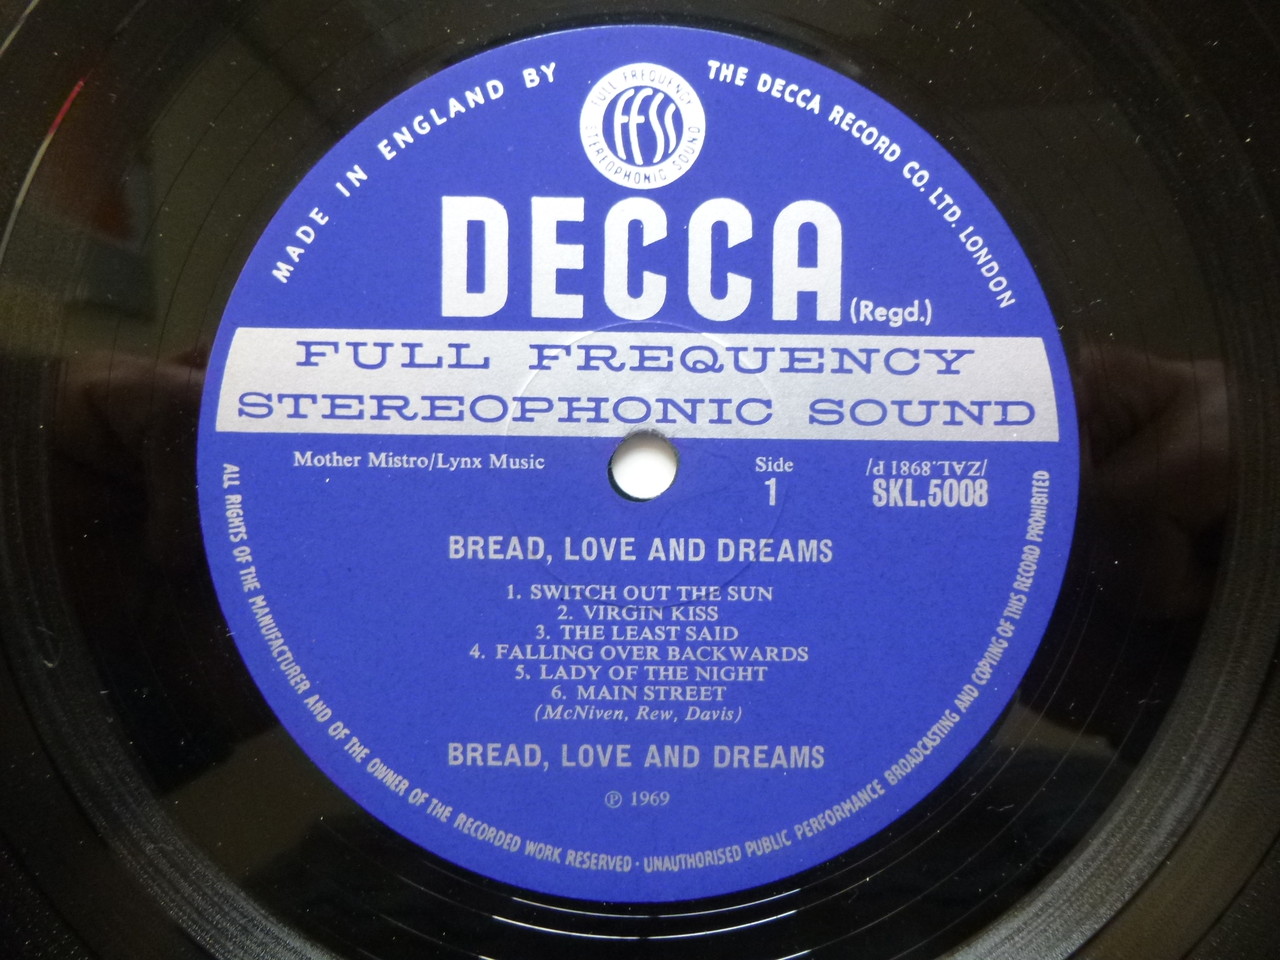 MADE IN ENGLAND BY
THE DECCA RECORD CO. LTD. LONDON
FULL FREQUENCY
STEREOPHONIC SOUND
FFSS
DECCA (Regd.)
FULL FREQUENCY
STEREOPHONIC SOUND
Mother Mistro/Lynx Music
Side
1
/ZAL.8981 P/
SKL.5008
BREAD, LOVE AND DREAMS
1. SWITCH OUT THE SUN
2. VIRGIN KISS
3. THE LEAST SAID
4. FALLING OVER BACKWARDS
5. LADY OF THE NIGHT
6. MAIN STREET
(McNiven, Rew, Davis)
BREAD, LOVE AND DREAMS
℗ 1969
ALL RIGHTS OF THE MANUFACTURER AND OF THE OWNER OF THE RECORDED WORK RESERVED · UNAUTHORISED PUBLIC PERFORMANCE BROADCASTING AND COPYING OF THIS RECORD PROHIBITED